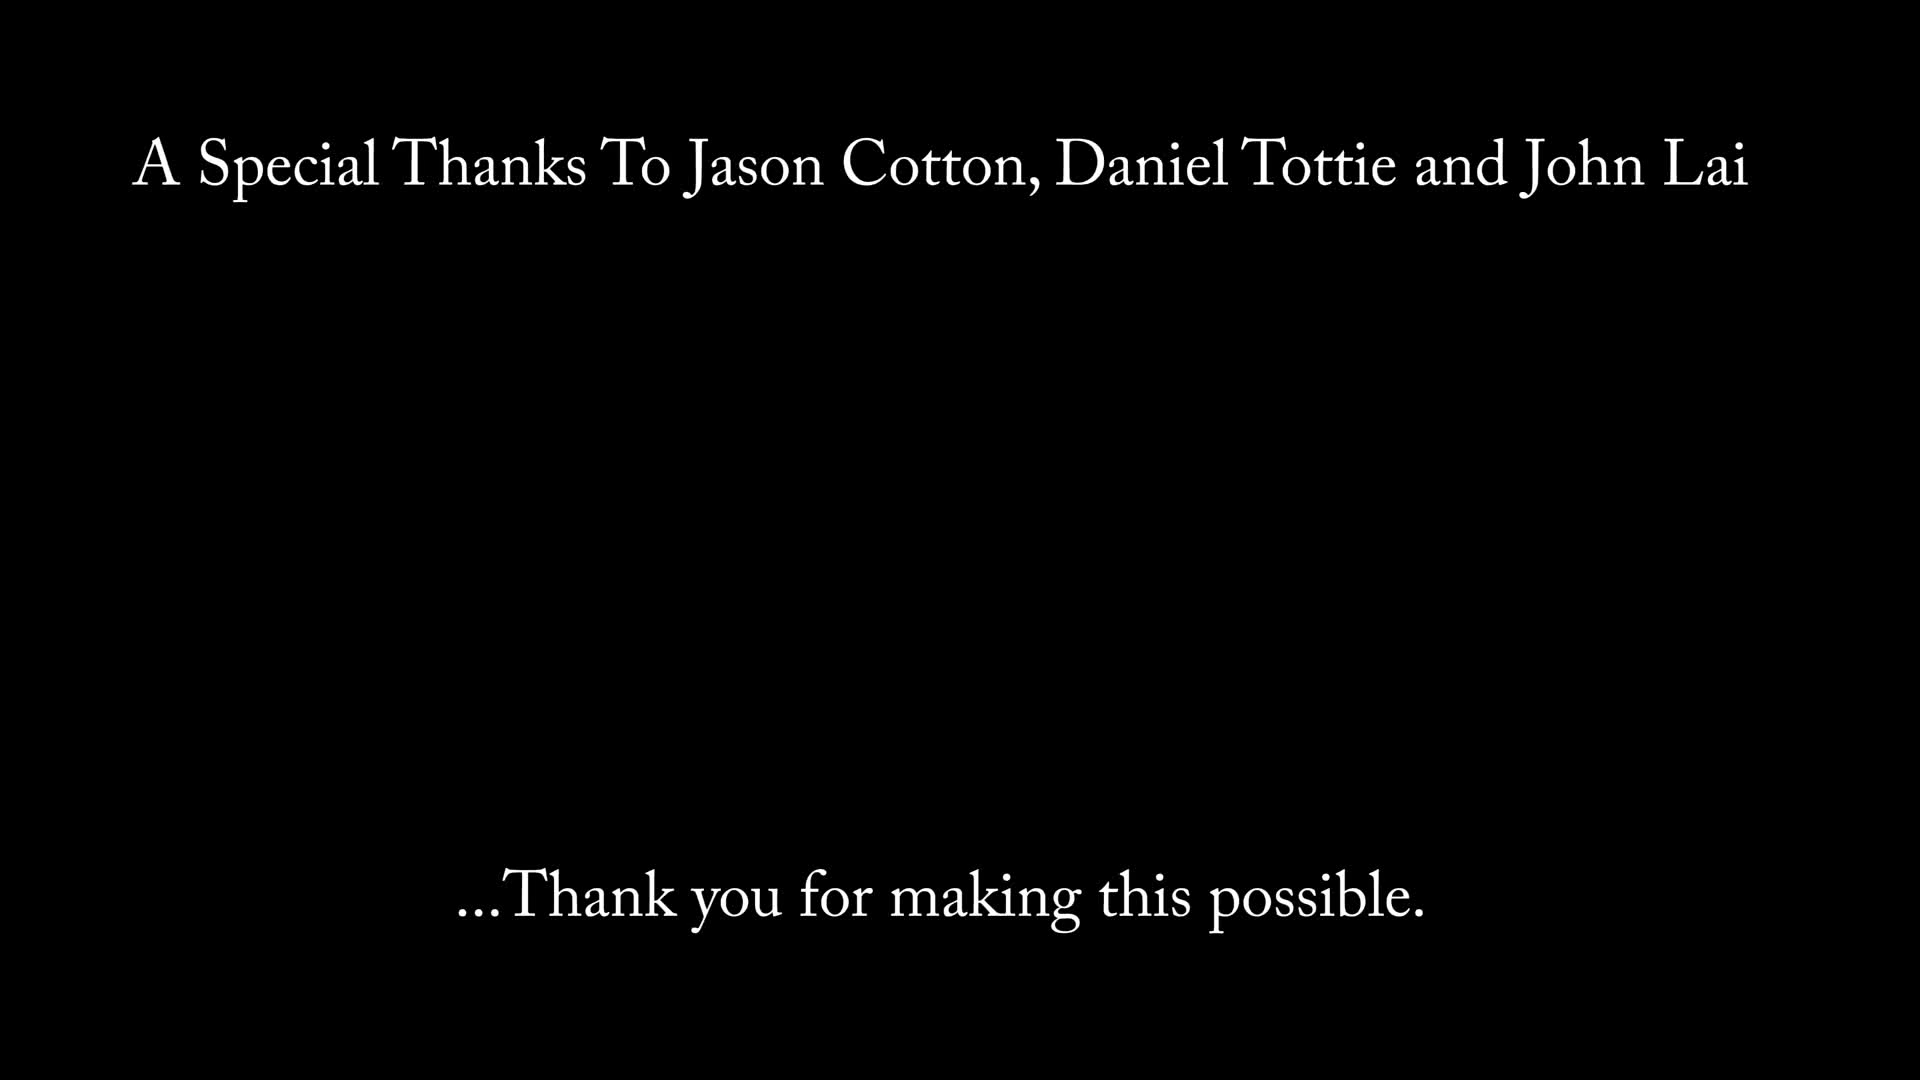 A Special Thanks To Jason Cotton, Daniel Tottie and John Lai
...Thank you for making this possible.